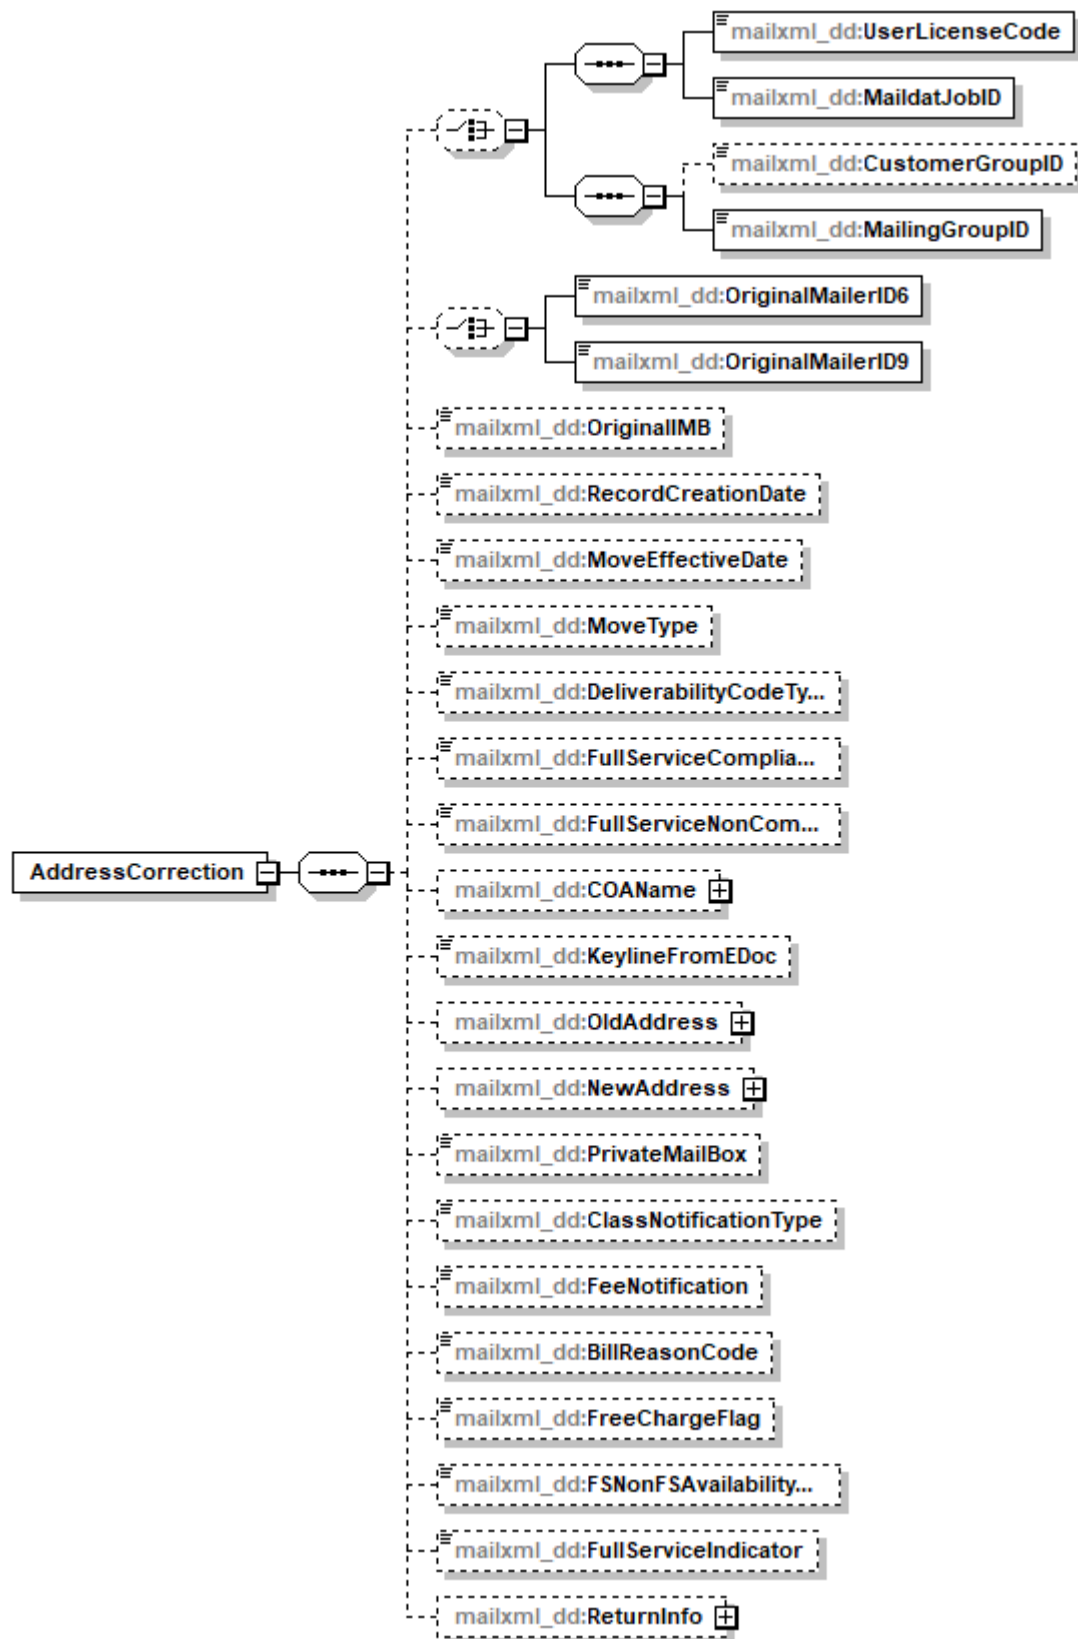 mailxml_dd:UserLicenseCode
mailxml_dd:MaildatJobID
mailxml_dd:CustomerGroupID
mailxml_dd:MailingGroupID
mailxml_dd:OriginalMailerID6
mailxml_dd:OriginalMailerID9
mailxml_dd:OriginalIMB
mailxml_dd:RecordCreationDate
mailxml_dd:MoveEffectiveDate
mailxml_dd:MoveType
mailxml_dd:DeliverabilityCodeTy...
mailxml_dd:FullServiceComplia...
mailxml_dd:FullServiceNonCom...
AddressCorrection
mailxml_dd:COAName
mailxml_dd:KeylineFromEDoc
mailxml_dd:OldAddress
mailxml_dd:NewAddress
mailxml_dd:PrivateMailBox
mailxml_dd:ClassNotificationType
mailxml_dd:FeeNotification
mailxml_dd:BillReasonCode
mailxml_dd:FreeChargeFlag
mailxml_dd:FSNonFSAvailability...
mailxml_dd:FullServiceIndicator
mailxml_dd:ReturnInfo